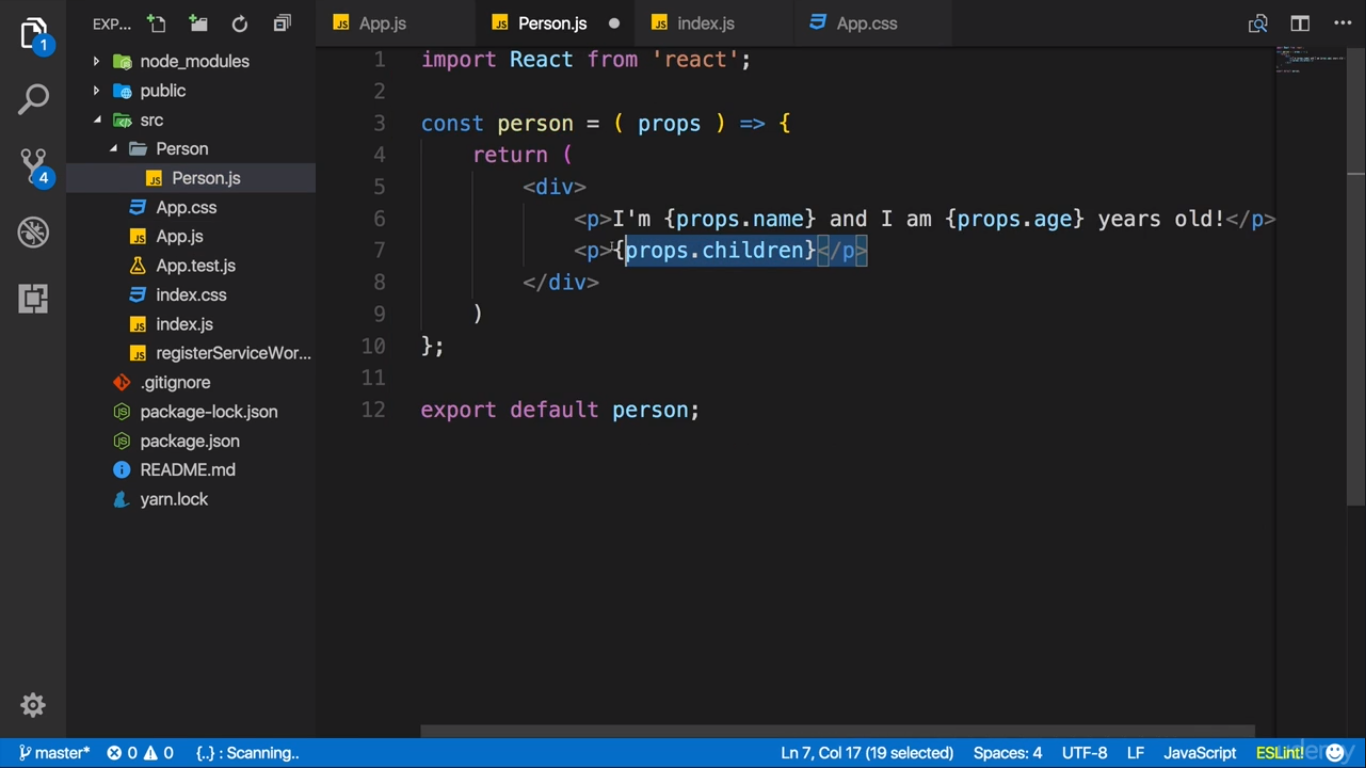 EXP...
App.js
Person.js
index.js
App.css
1
4
node_modules
public
src
Person
Person.js
App.css
App.js
App.test.js
index.css
index.js
registerServiceWor...
.gitignore
package-lock.json
package.json
README.md
yarn.lock
1 import React from 'react';
2
3 const person = ( props ) => {
4 return (
5 <div>
6 <p>I'm {props.name} and I am {props.age} years old!</p>
7 <p>{props.children}</p>
8 </div>
9 )
10 };
11
12 export default person;
master* 0 0 {..} : Scanning.. Ln 7, Col 17 (19 selected) Spaces: 4 UTF-8 LF JavaScript ESLint!
udemy